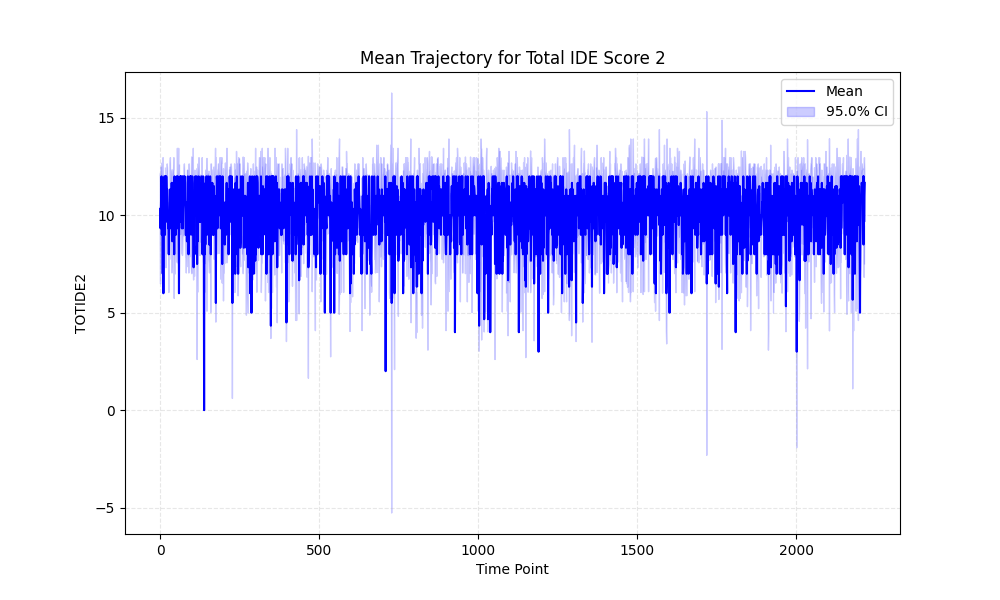 Mean Trajectory for Total IDE Score 2
Mean
95.0% CI
15
10
5
0
−5
TOTIDE2
0 500 1000 1500 2000
Time Point